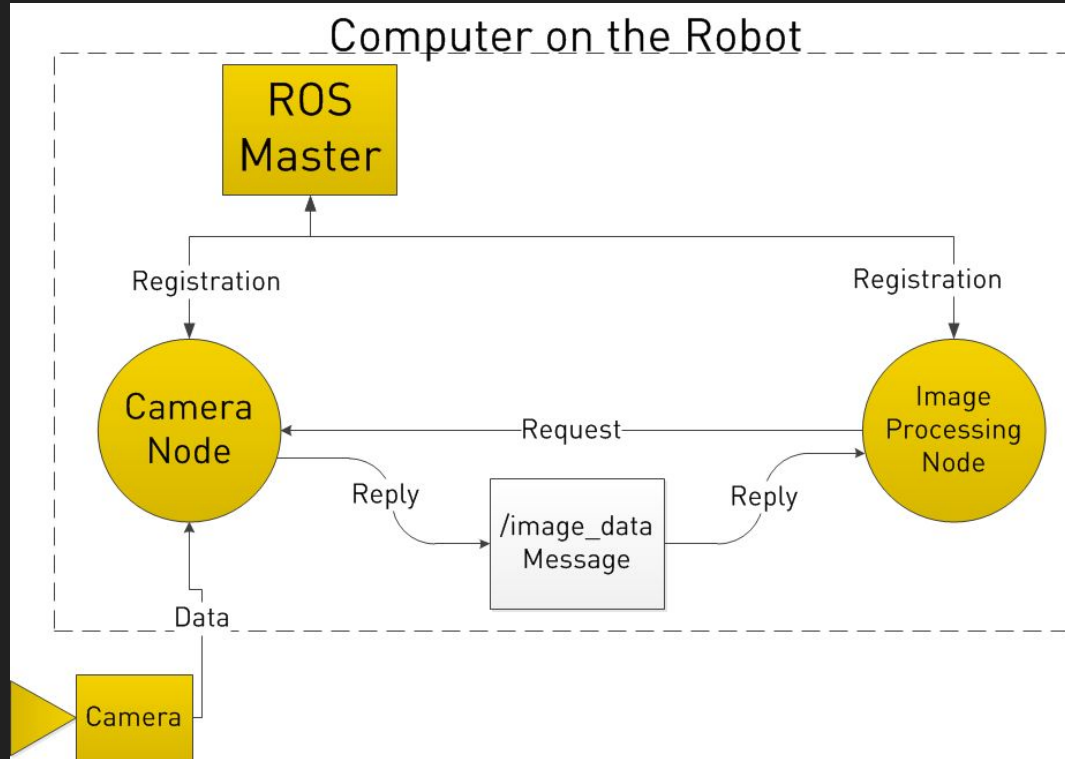 Computer on the Robot
ROS
Master
Registration
Registration
Camera
Node
Request
Image
Processing
Node
Reply
/image_data
Message
Reply
Data
Camera